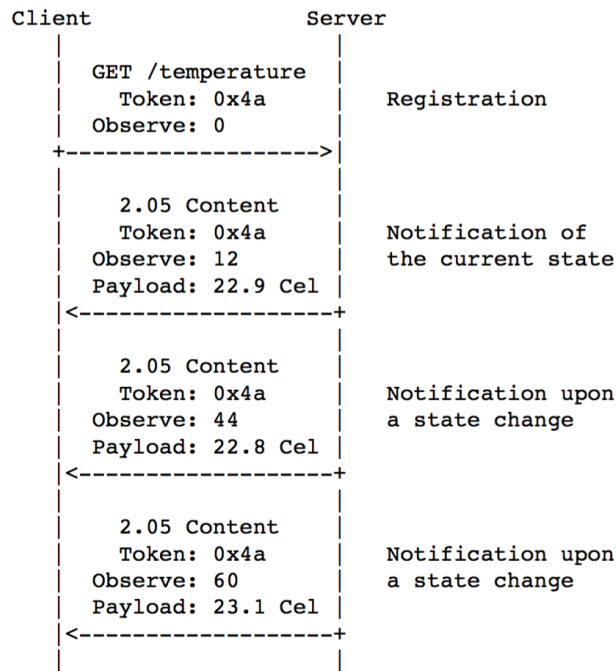 Client Server
GET /temperature
Token: 0x4a Registration
Observe: 0
+------------------->|
2.05 Content
Token: 0x4a Notification of
Observe: 12 the current state
Payload: 22.9 Cel
|<-------------------+
2.05 Content
Token: 0x4a Notification upon
Observe: 44 a state change
Payload: 22.8 Cel
|<-------------------+
2.05 Content
Token: 0x4a Notification upon
Observe: 60 a state change
Payload: 23.1 Cel
|<-------------------+